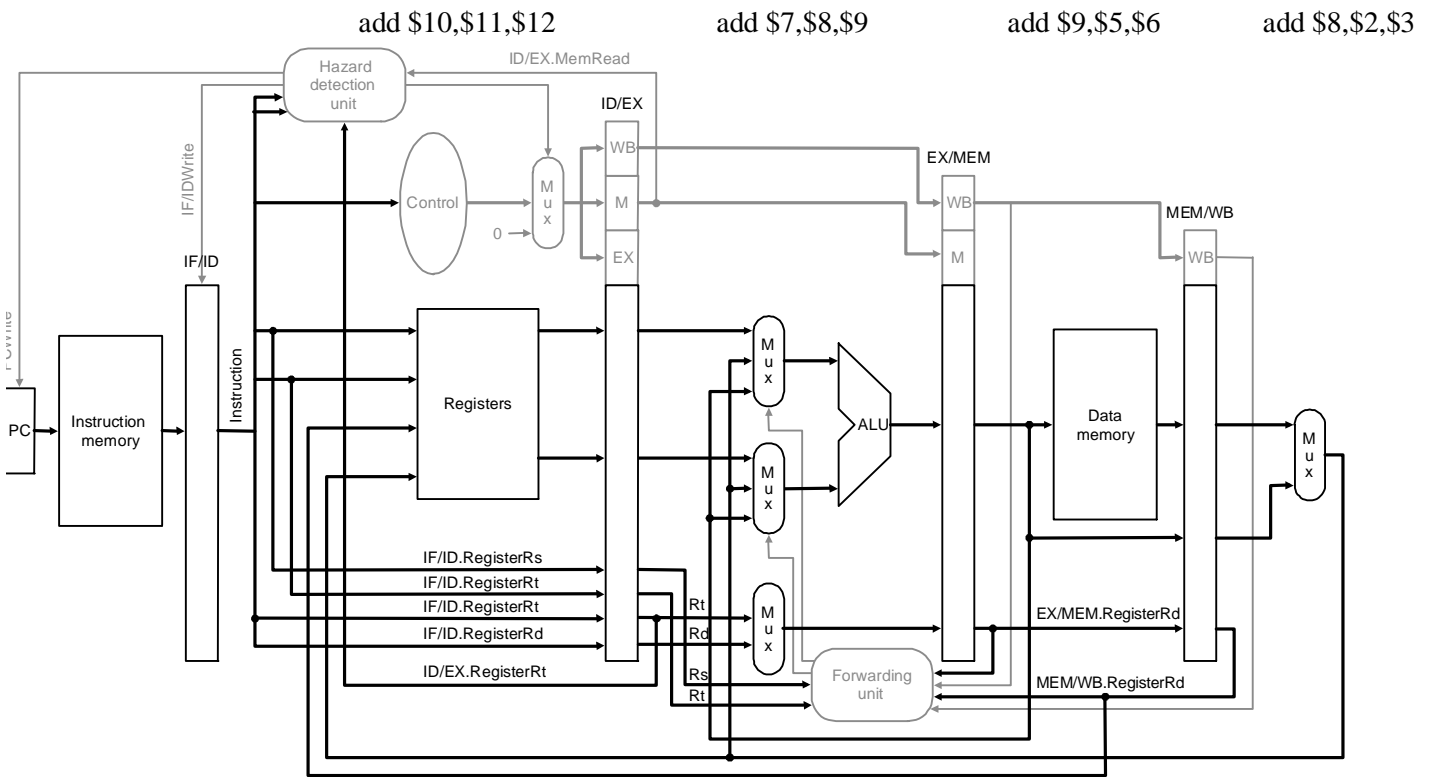 add $10,$11,$12
add $7,$8,$9
add $9,$5,$6
add $8,$2,$3
Hazard
detection
unit
ID/EX.MemRead
ID/EX
IF/IDWrite
Control
M
u
x
0
WB
M
EX
EX/MEM
WB
M
MEM/WB
WB
IF/ID
PCWrite
PC
Instruction
memory
Instruction
Registers
M
u
x
M
u
x
ALU
Data
memory
M
u
x
IF/ID.RegisterRs
IF/ID.RegisterRt
IF/ID.RegisterRt
IF/ID.RegisterRd
ID/EX.RegisterRt
Rt
Rd
Rs
Rt
M
u
x
EX/MEM.RegisterRd
Forwarding
unit
MEM/WB.RegisterRd